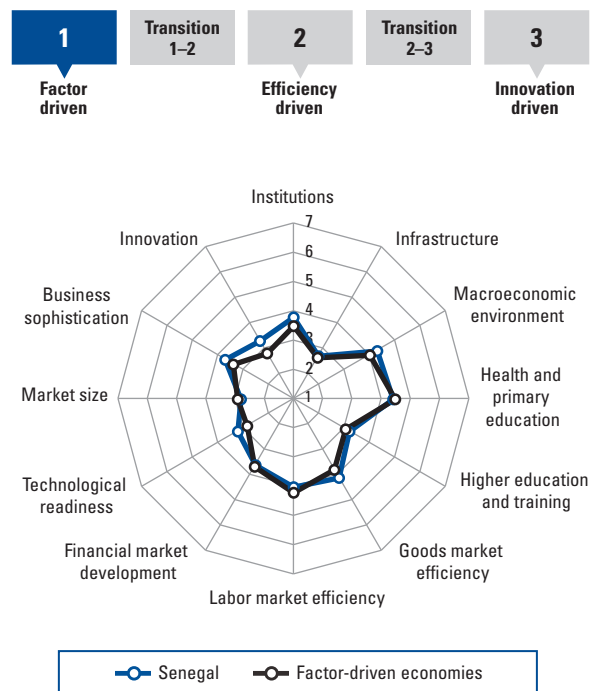 1
Transition
1–2
2
Transition
2–3
3
Factor
driven
Efficiency
driven
Innovation
driven
Institutions
Infrastructure
Macroeconomic
environment
Health and
primary
education
Higher education
and training
Goods market
efficiency
Labor market efficiency
Financial market
development
Technological
readiness
Market size
Business
sophistication
Innovation
7
6
5
4
3
2
1
Senegal
Factor-driven economies